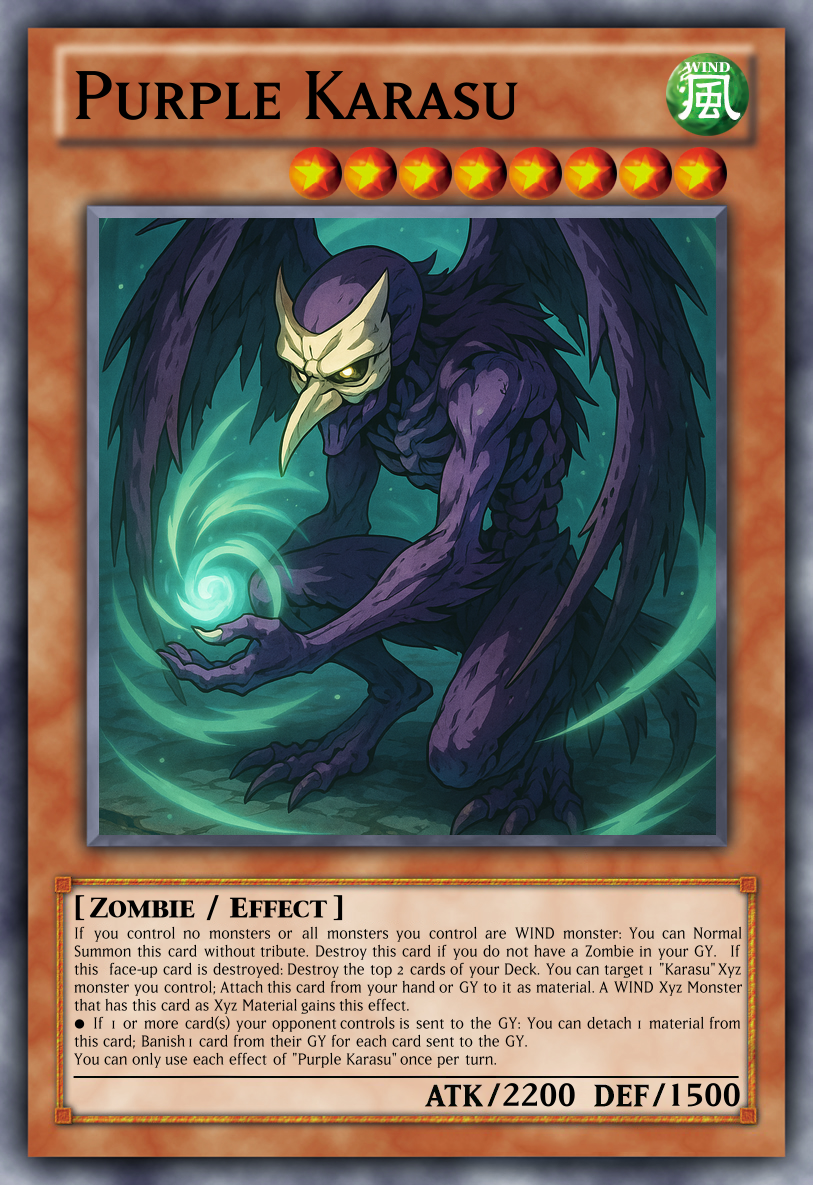 Purple Karasu
WIND
風
[ Zombie / Effect ]
If you control no monsters or all monsters you control are WIND monster: You can Normal
Summon this card without tribute. Destroy this card if you do not have a Zombie in your GY. If
this face-up card is destroyed: Destroy the top 2 cards of your Deck. You can target 1 "Karasu" Xyz
monster you control; Attach this card from your hand or GY to it as material. A WIND Xyz Monster
that has this card as Xyz Material gains this effect.
● If 1 or more card(s) your opponent controls is sent to the GY: You can detach 1 material from
this card; Banish 1 card from their GY for each card sent to the GY.
You can only use each effect of "Purple Karasu" once per turn.
ATK/2200 DEF/1500